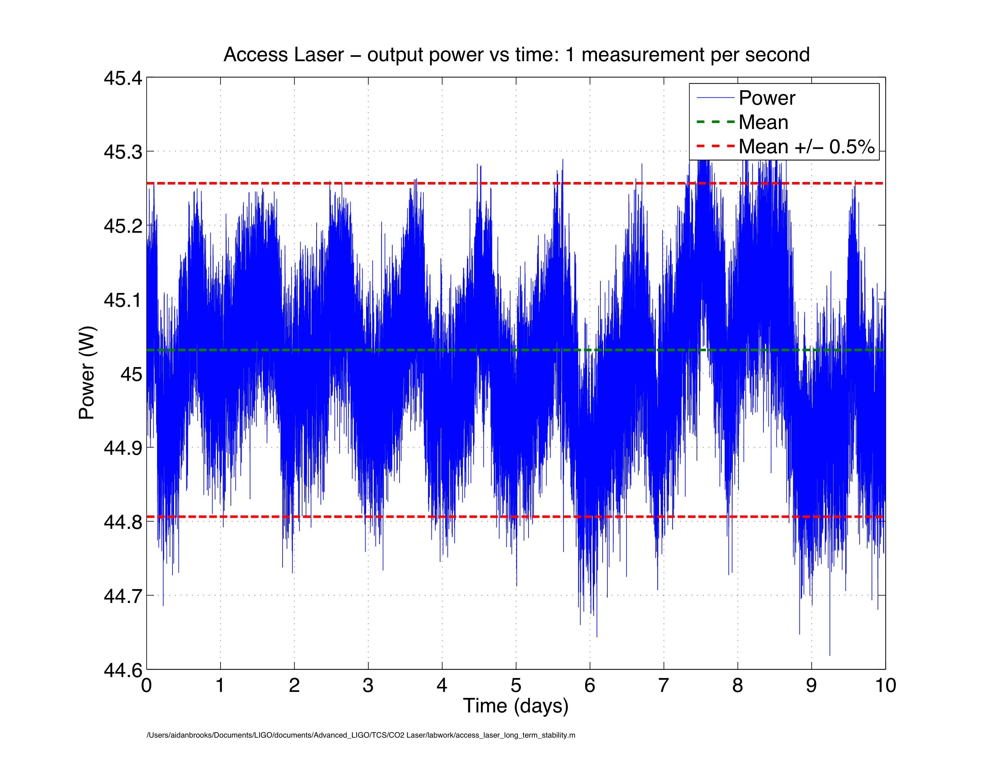 Access Laser – output power vs time: 1 measurement per second
45.4
45.3
45.2
45.1
45
44.9
44.8
44.7
44.6
Power (W)
Power
Mean
Mean +/– 0.5%
0 1 2 3 4 5 6 7 8 9 10
Time (days)
/Users/aidanbrooks/Documents/LIGO/documents/Advanced_LIGO/TCS/CO2 Laser/labwork/access_laser_long_term_stability.m